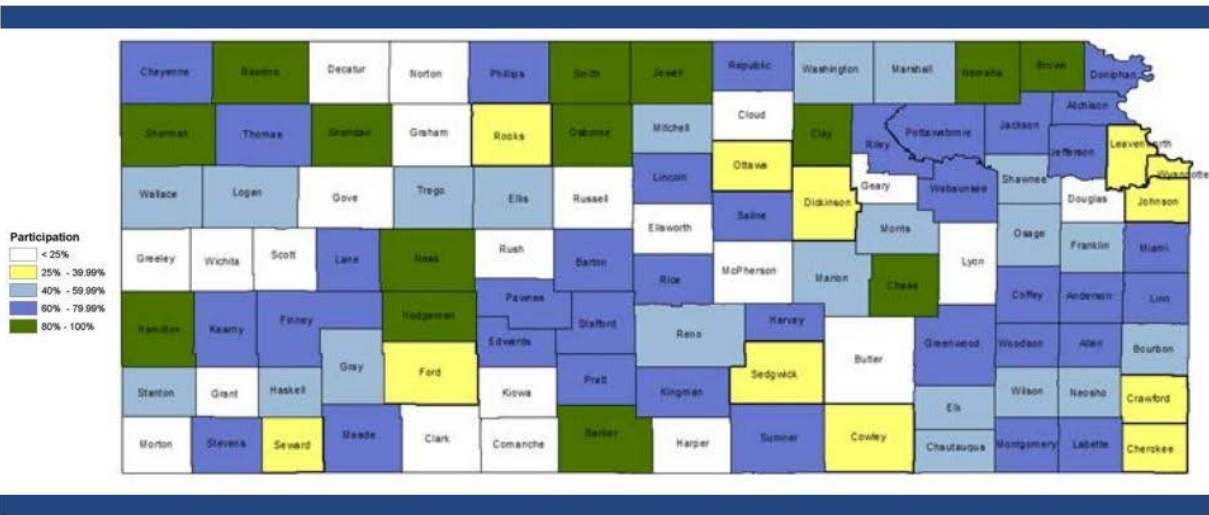 Cheyenne Rawlins Decatur Norton Phillips Smith Jewell Republic Washington Marshall Nemaha Brown Doniphan
Sherman Thomas Sheridan Graham Rooks Osborne Mitchell Cloud Clay Riley Pottawatomie Jackson Atchison
Jefferson Leavenworth Wyandotte
Lincoln Ottawa
Wallace Logan Gove Trego Ellis Russell Saline Dickinson Geary Wabaunsee Shawnee Douglas Johnson
Ellsworth Morris Osage Franklin Miami
Participation
< 25%
25% - 39.99%
40% - 59.99%
60% - 79.99%
80% - 100%
Greeley Wichita Scott Lane Ness Rush Barton Rice McPherson Marion Chase Lyon Coffey Anderson Linn
Hamilton Kearny Finney Hodgeman Pawnee Stafford Reno Harvey
Edwards Butler Greenwood Woodson Allen Bourbon
Gray Ford Sedgwick
Stanton Grant Haskell Kiowa Pratt Kingman Elk Wilson Neosho Crawford
Morton Stevens Seward Meade Clark Comanche Barber Harper Sumner Cowley Chautauqua Montgomery Labette Cherokee